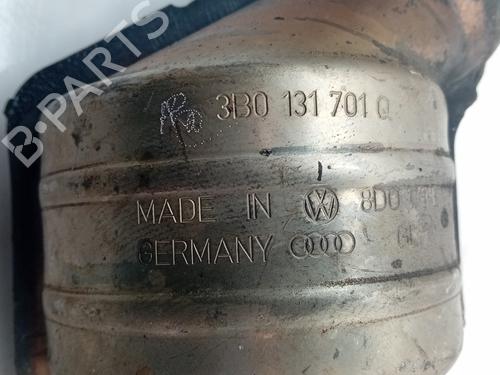 B-PARTS
3B0 131 701 Q
MADE IN 8D0
GERMANY